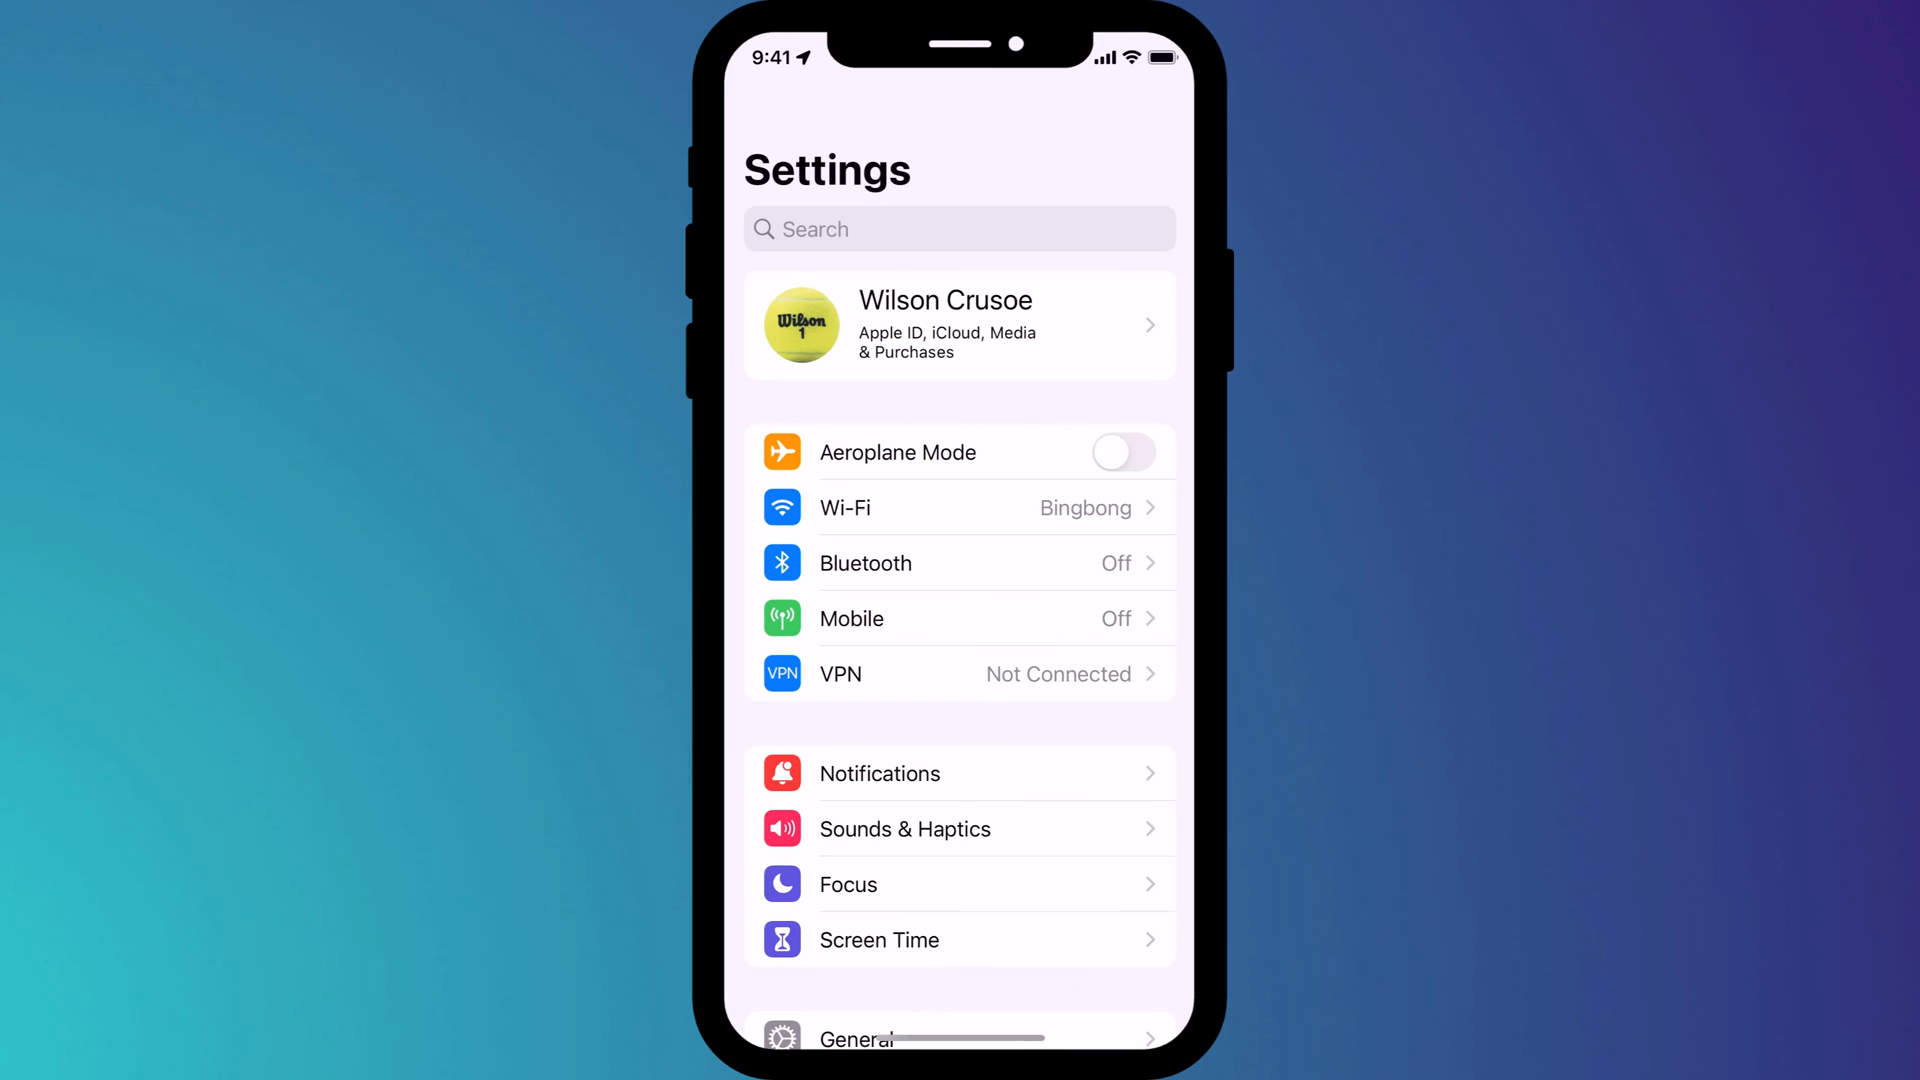 9:41
Settings
Search
Wilson
1
Wilson Crusoe
Apple ID, iCloud, Media
& Purchases
Aeroplane Mode
Wi-Fi Bingbong
Bluetooth Off
Mobile Off
VPN VPN Not Connected
Notifications
Sounds & Haptics
Focus
Screen Time
General